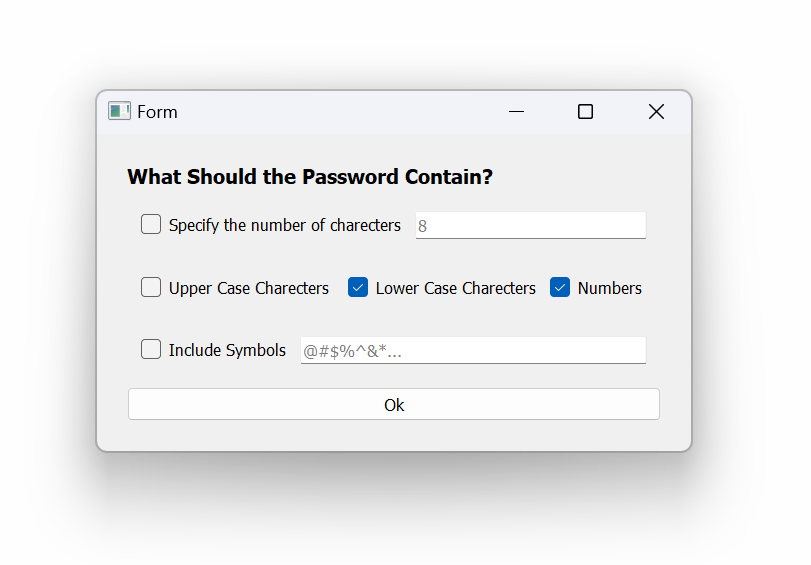 Form
What Should the Password Contain?
Specify the number of charecters 8
Upper Case Charecters Lower Case Charecters Numbers
Include Symbols @#$%^&*...
Ok